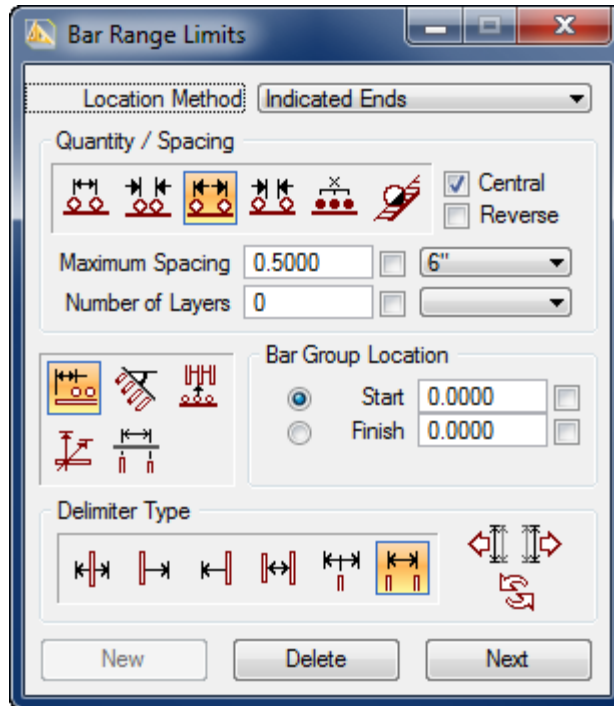 Bar Range Limits
Location Method Indicated Ends
Quantity / Spacing
Central
Reverse
Maximum Spacing 0.5000 6"
Number of Layers 0
Bar Group Location
Start 0.0000
Finish 0.0000
Delimiter Type
New Delete Next